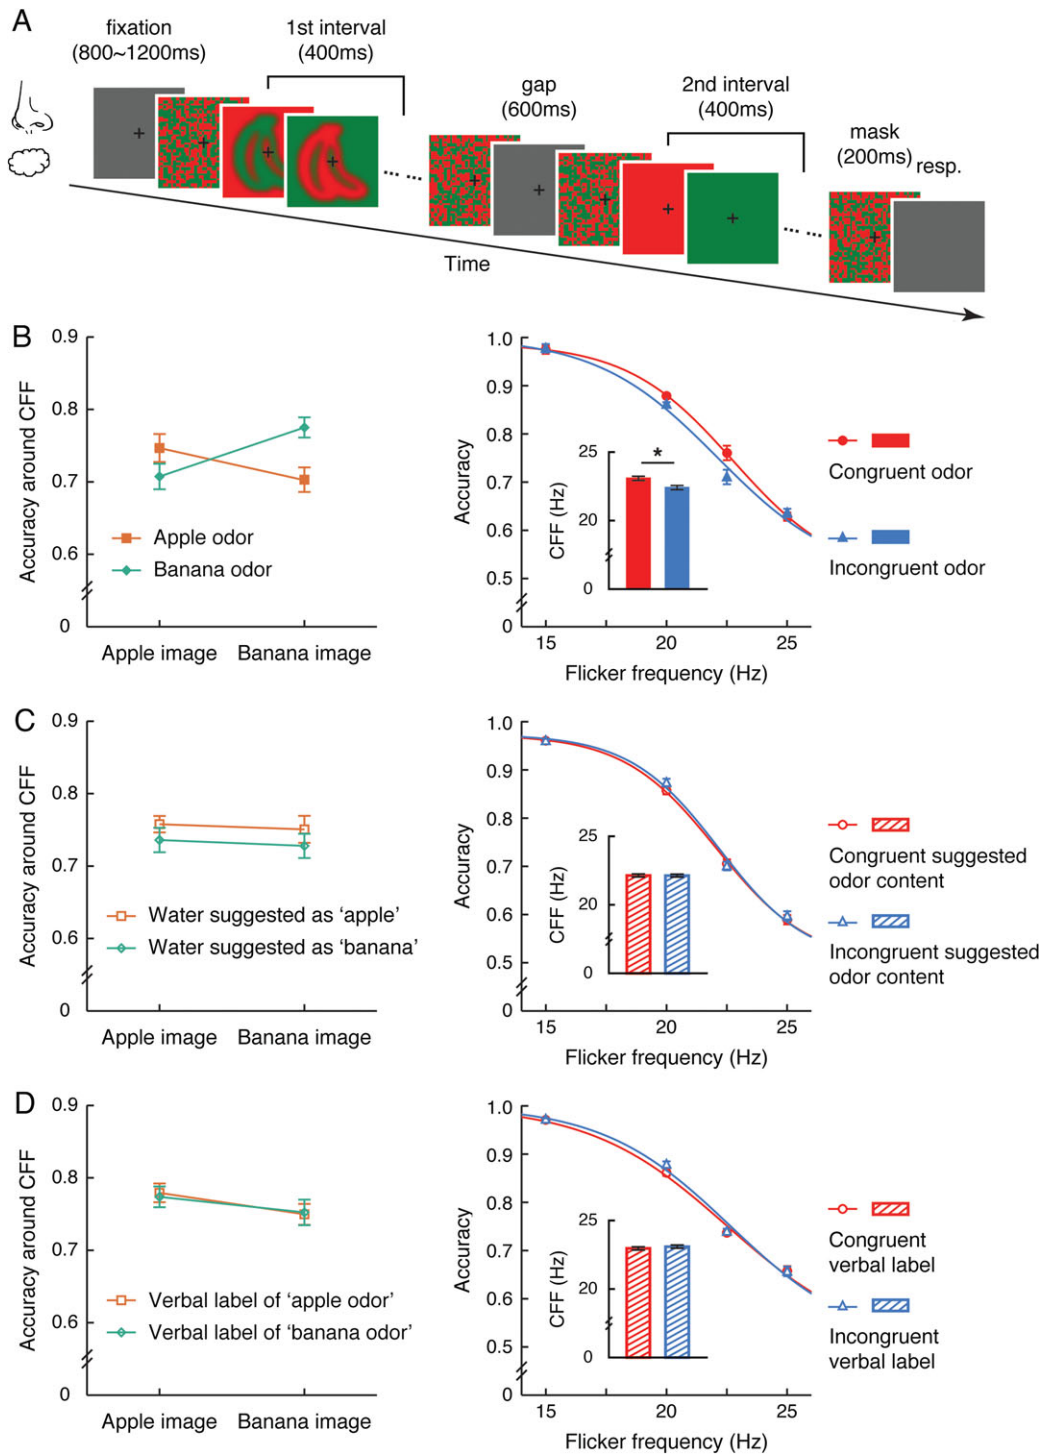 A
fixation
(800~1200ms)
1st interval
(400ms)
gap
(600ms)
2nd interval
(400ms)
mask
(200ms)
resp.
Time
B
Accuracy around CFF
0.9
0.8
0.7
0.6
0
Apple odor
Banana odor
Apple image
Banana image
Accuracy
1.0
0.9
0.8
0.7
0.6
0.5
0
CFF (Hz)
25
20
0
*
15
20
25
Flicker frequency (Hz)
Congruent odor
Incongruent odor
C
Accuracy around CFF
0.9
0.8
0.7
0.6
0
Water suggested as ‘apple’
Water suggested as ‘banana’
Apple image
Banana image
Accuracy
1.0
0.9
0.8
0.7
0.6
0.5
0
CFF (Hz)
25
20
0
15
20
25
Flicker frequency (Hz)
Congruent suggested
odor content
Incongruent suggested
odor content
D
Accuracy around CFF
0.9
0.8
0.7
0.6
0
Verbal label of ‘apple odor’
Verbal label of ‘banana odor’
Apple image
Banana image
Accuracy
1.0
0.9
0.8
0.7
0.6
0.5
0
CFF (Hz)
25
20
0
15
20
25
Flicker frequency (Hz)
Congruent
verbal label
Incongruent
verbal label